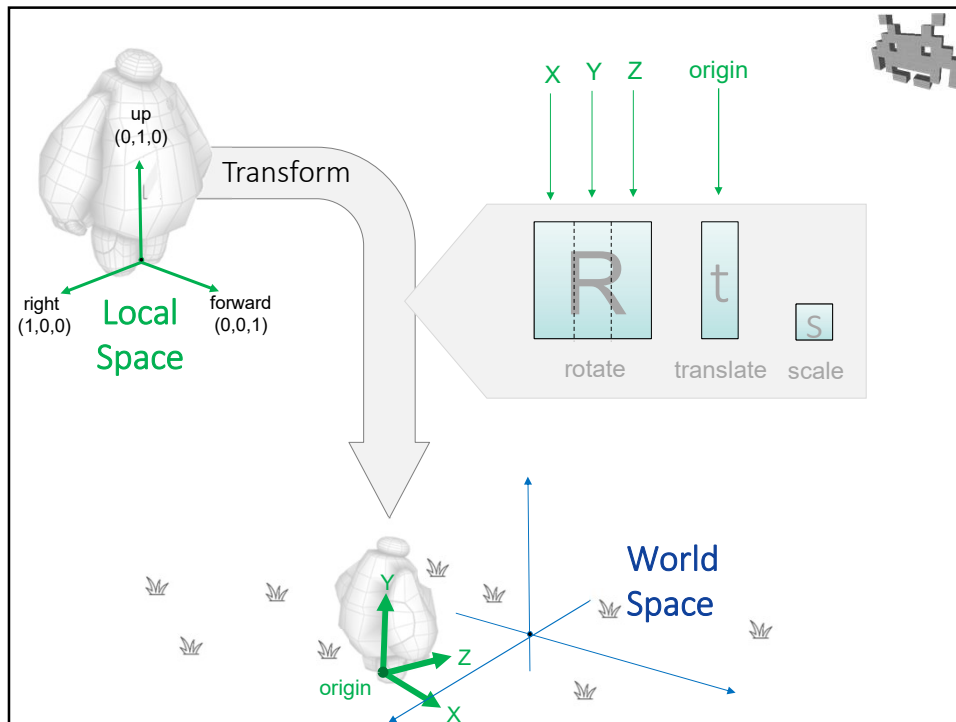 up
(0,1,0)
Transform
right
(1,0,0)
forward
(0,0,1)
Local
Space
X
Y
Z
origin
R
t
s
rotate
translate
scale
Y
Z
X
origin
World
Space